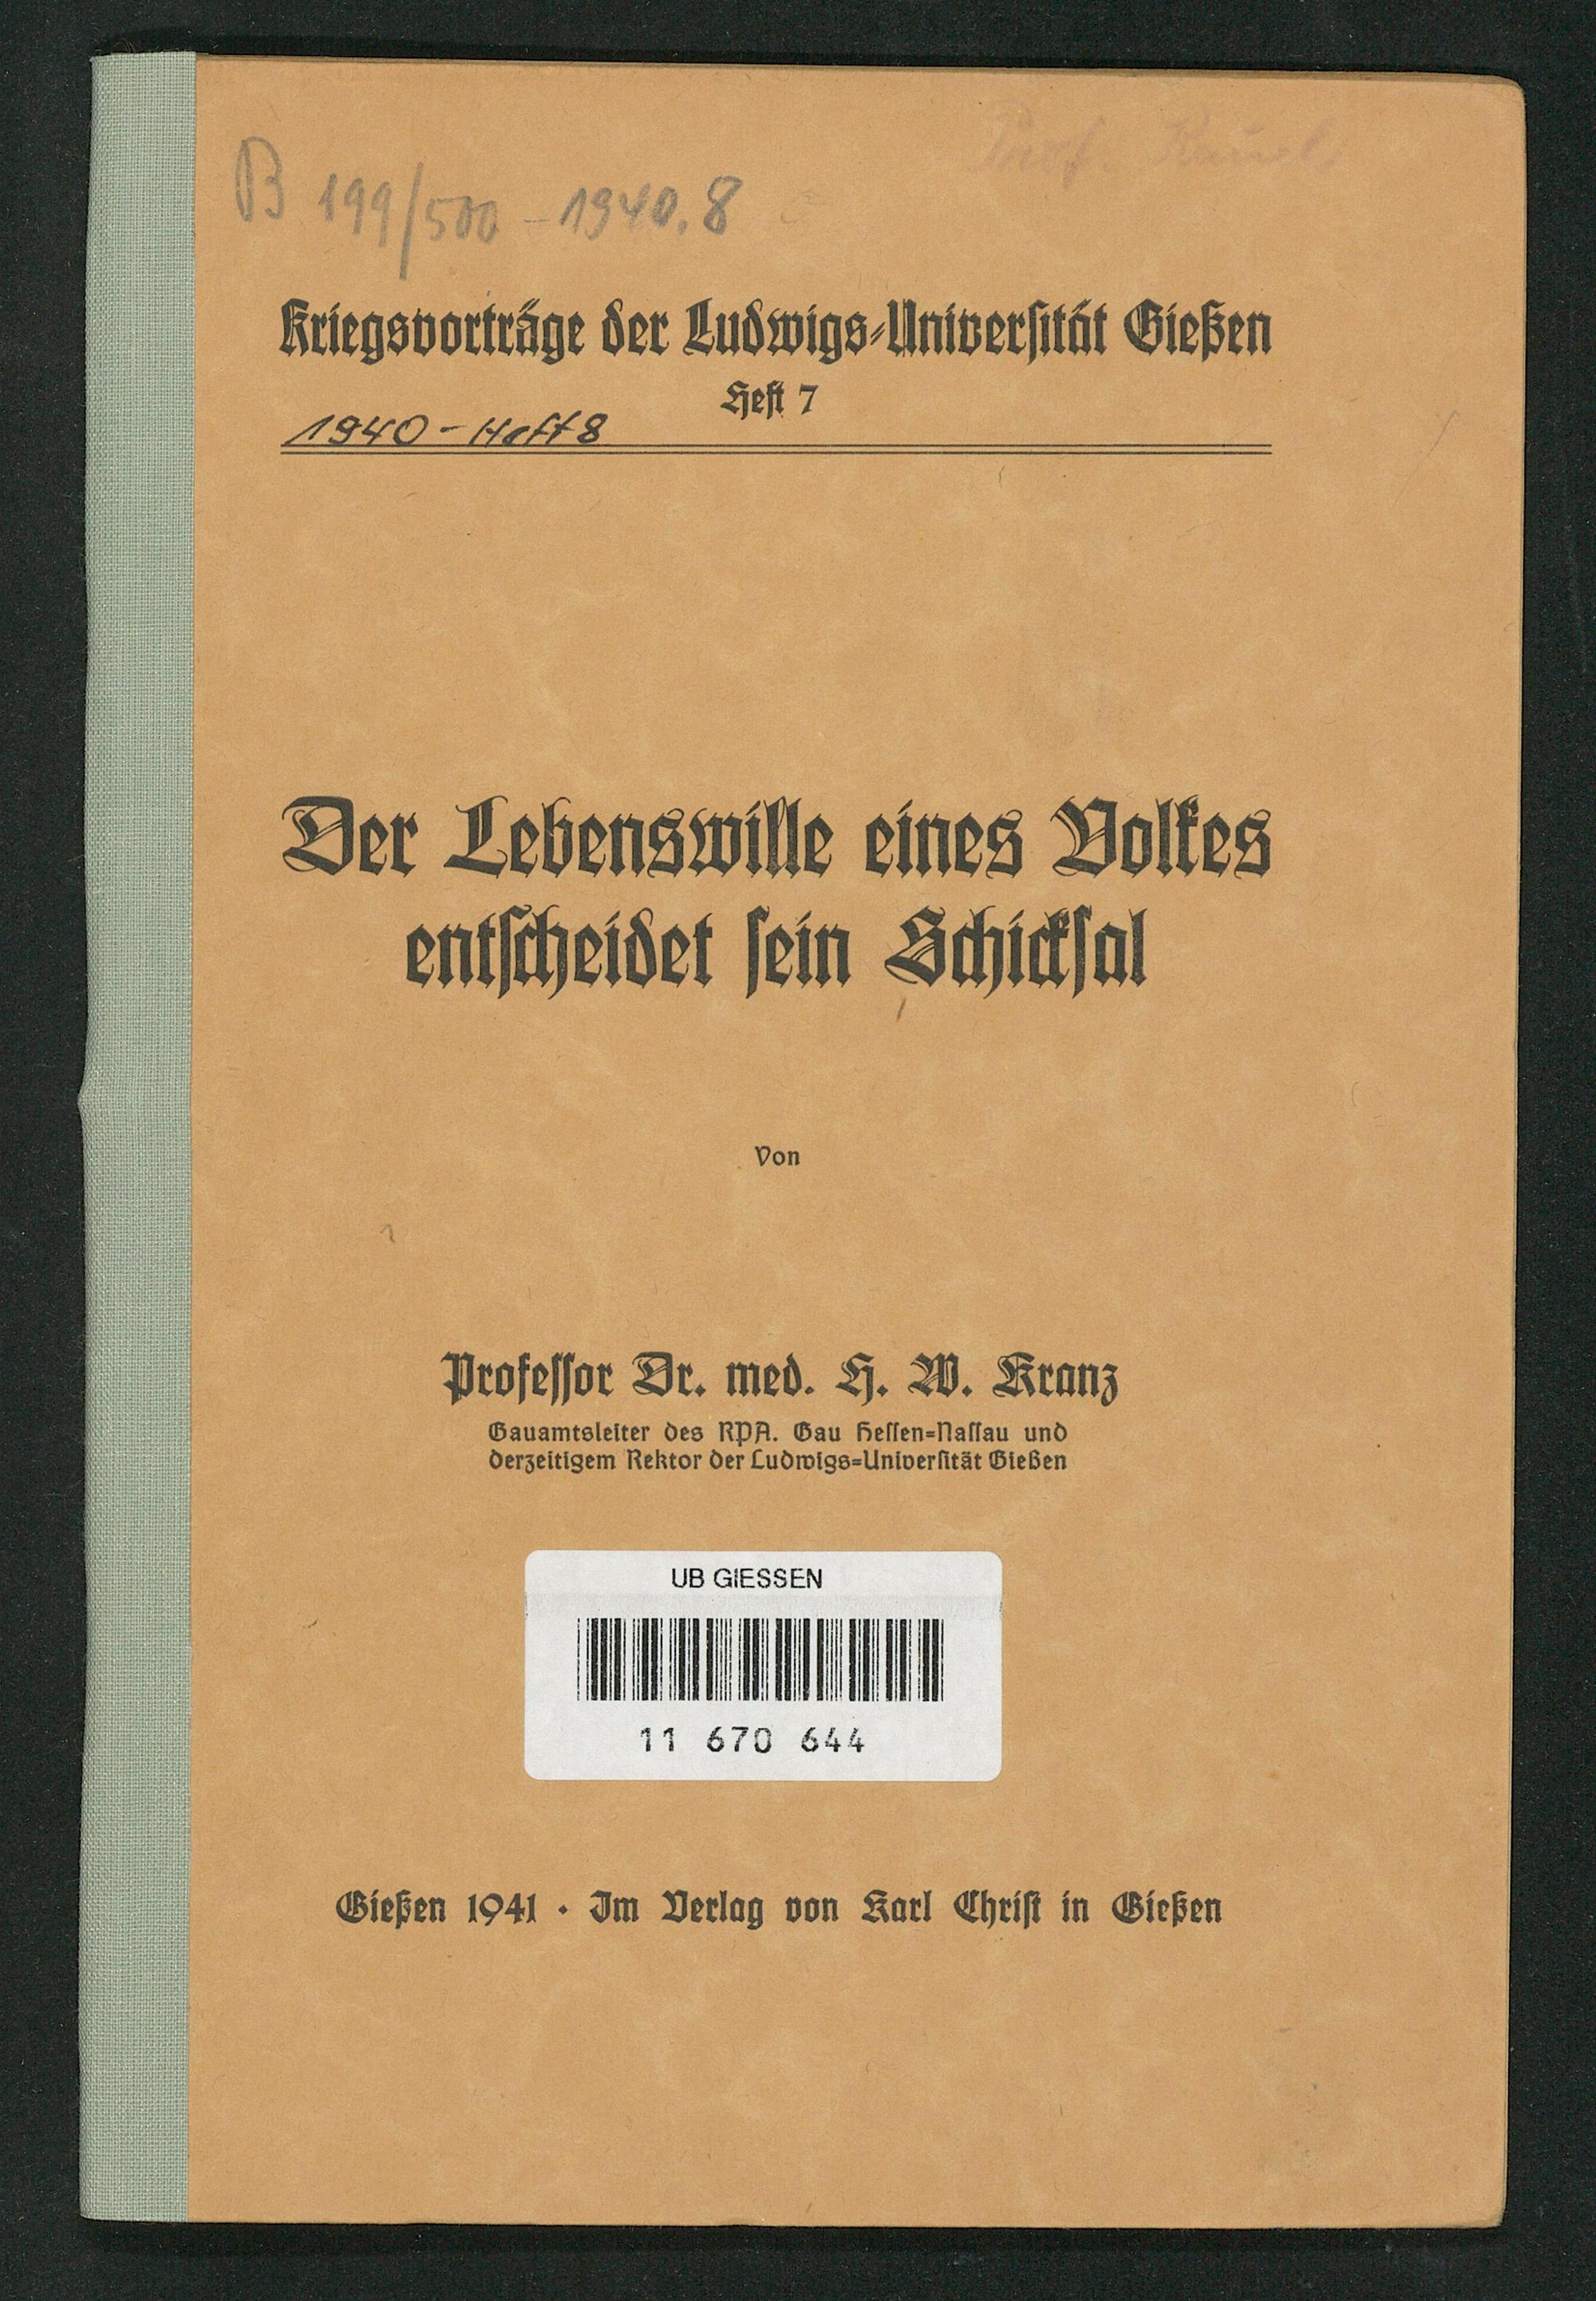 B 199/500 - 1940.8
Prof.
Kriegsvorträge der Ludwigs-Universität Gießen
Heft 7
1940 - Heft 8
Der Lebenswille eines Volkes
entscheidet sein Schicksal
Von
Professor Dr. med. H. W. Kranz
Gauamtsleiter des RPA. Gau Hessen-Nassau und
derzeitigem Rektor der Ludwigs-Universität Gießen
UB GIESSEN
11 670 644
Gießen 1941 · Im Verlag von Karl Christ in Gießen